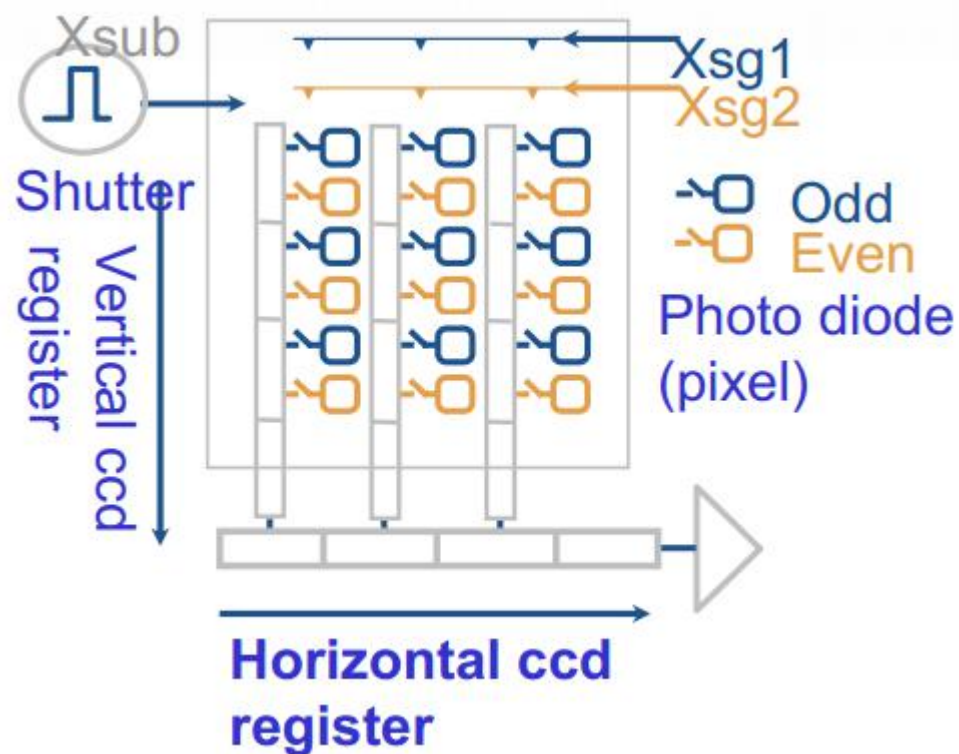 Xsub
Xsg1
Xsg2
Shutter
Vertical ccd
register
Odd
Even
Photo diode
(pixel)
Horizontal ccd
register